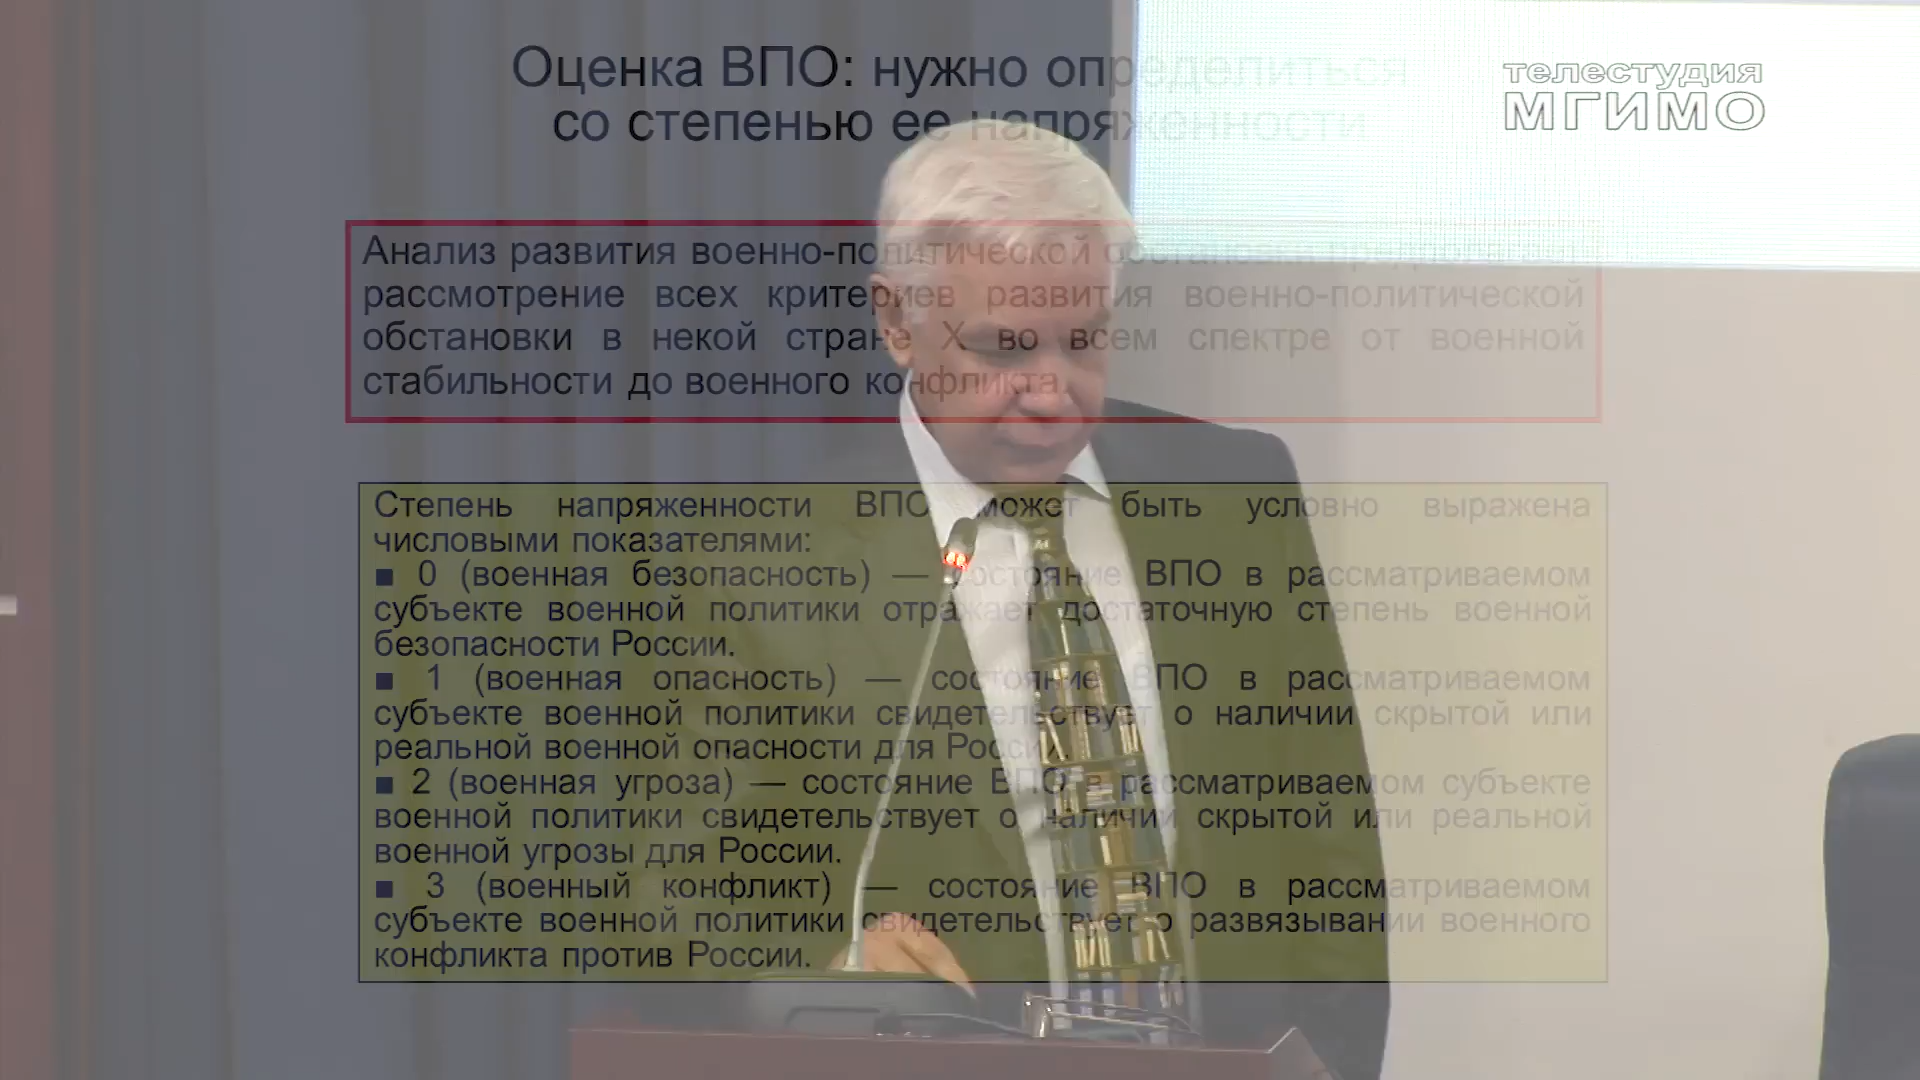 Оценка ВПО: нужно определиться
со степенью ее напряженности
телестудия
МГИМО
Анализ развития военно-политической обстановки предполагает
рассмотрение всех критериев развития военно-политической
обстановки в некой стране X во всем спектре от военной
стабильности до военного конфликта.
Степень напряженности ВПО может быть условно выражена
числовыми показателями:
■ 0 (военная безопасность) — состояние ВПО в рассматриваемом
субъекте военной политики отражает достаточную степень военной
безопасности России.
■ 1 (военная опасность) — состояние ВПО в рассматриваемом
субъекте военной политики свидетельствует о наличии скрытой или
реальной военной опасности для России.
■ 2 (военная угроза) — состояние ВПО в рассматриваемом субъекте
военной политики свидетельствует о наличии скрытой или реальной
военной угрозы для России.
■ 3 (военный конфликт) — состояние ВПО в рассматриваемом
субъекте военной политики свидетельствует о развязывании военного
конфликта против России.